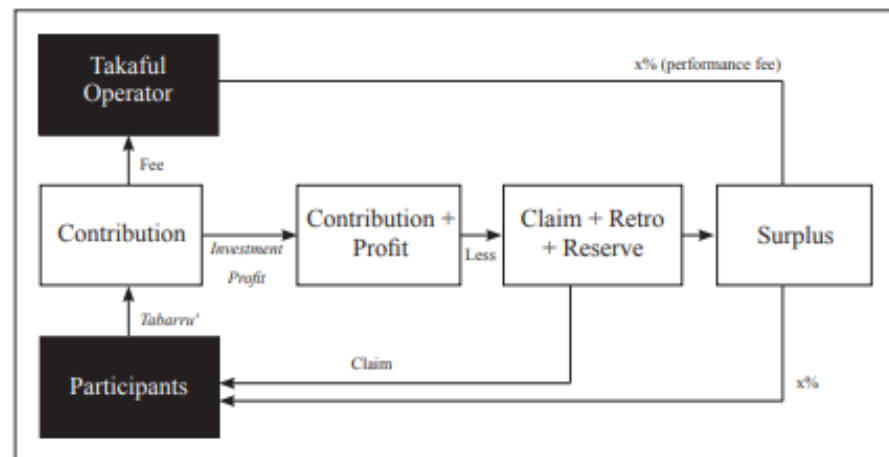 Takaful
Operator
x% (performance fee)
Fee
Contribution
Investment
Profit
Contribution +
Profit
Less
Claim + Retro
+ Reserve
Surplus
Tabarru'
Participants
Claim
x%